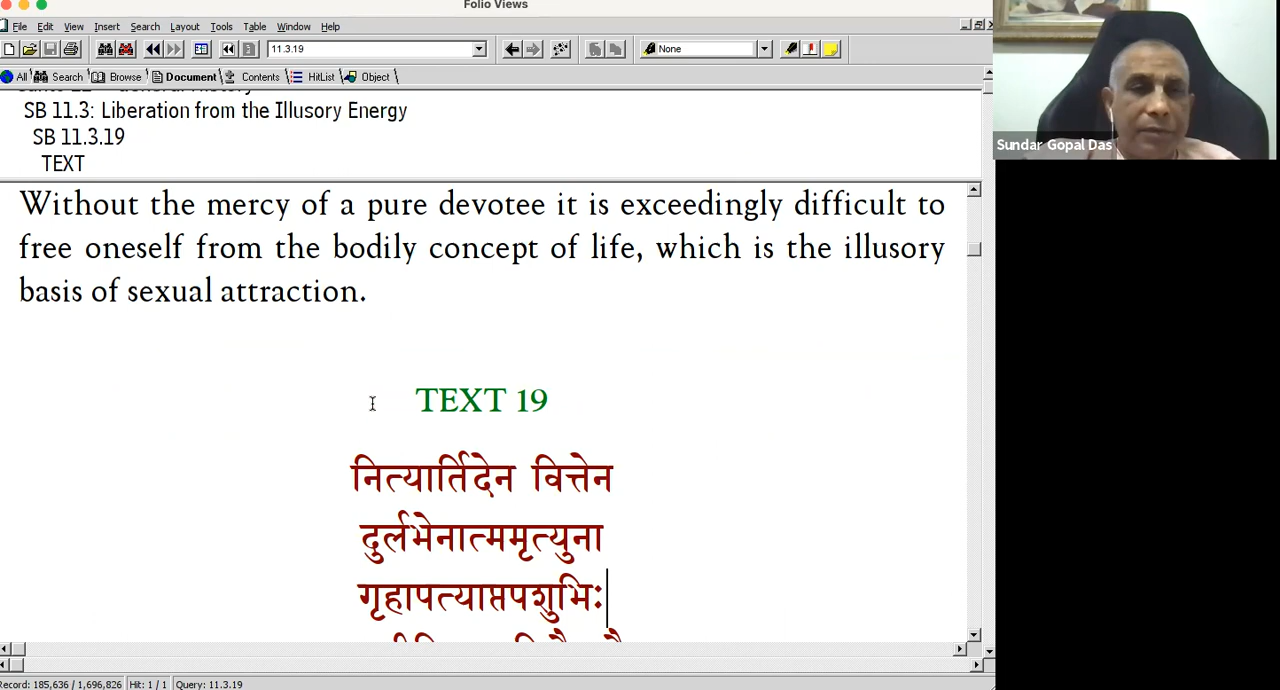 Folio Views
File Edit View Insert Search Layout Tools Table Window Help
11.3.19
None
All Search Browse Document Contents HitList Object
SB 11.3: Liberation from the Illusory Energy
SB 11.3.19
TEXT
Without the mercy of a pure devotee it is exceedingly difficult to
free oneself from the bodily concept of life, which is the illusory
basis of sexual attraction.
TEXT 19
नित्यार्तिदेन वित्तेन
दुर्लभेनात्ममृत्युना
गृहापत्याप्तपशुभिः
Record: 185,636 / 1,696,826 Hit: 1 / 1 Query: 11.3.19
Sundar Gopal Das